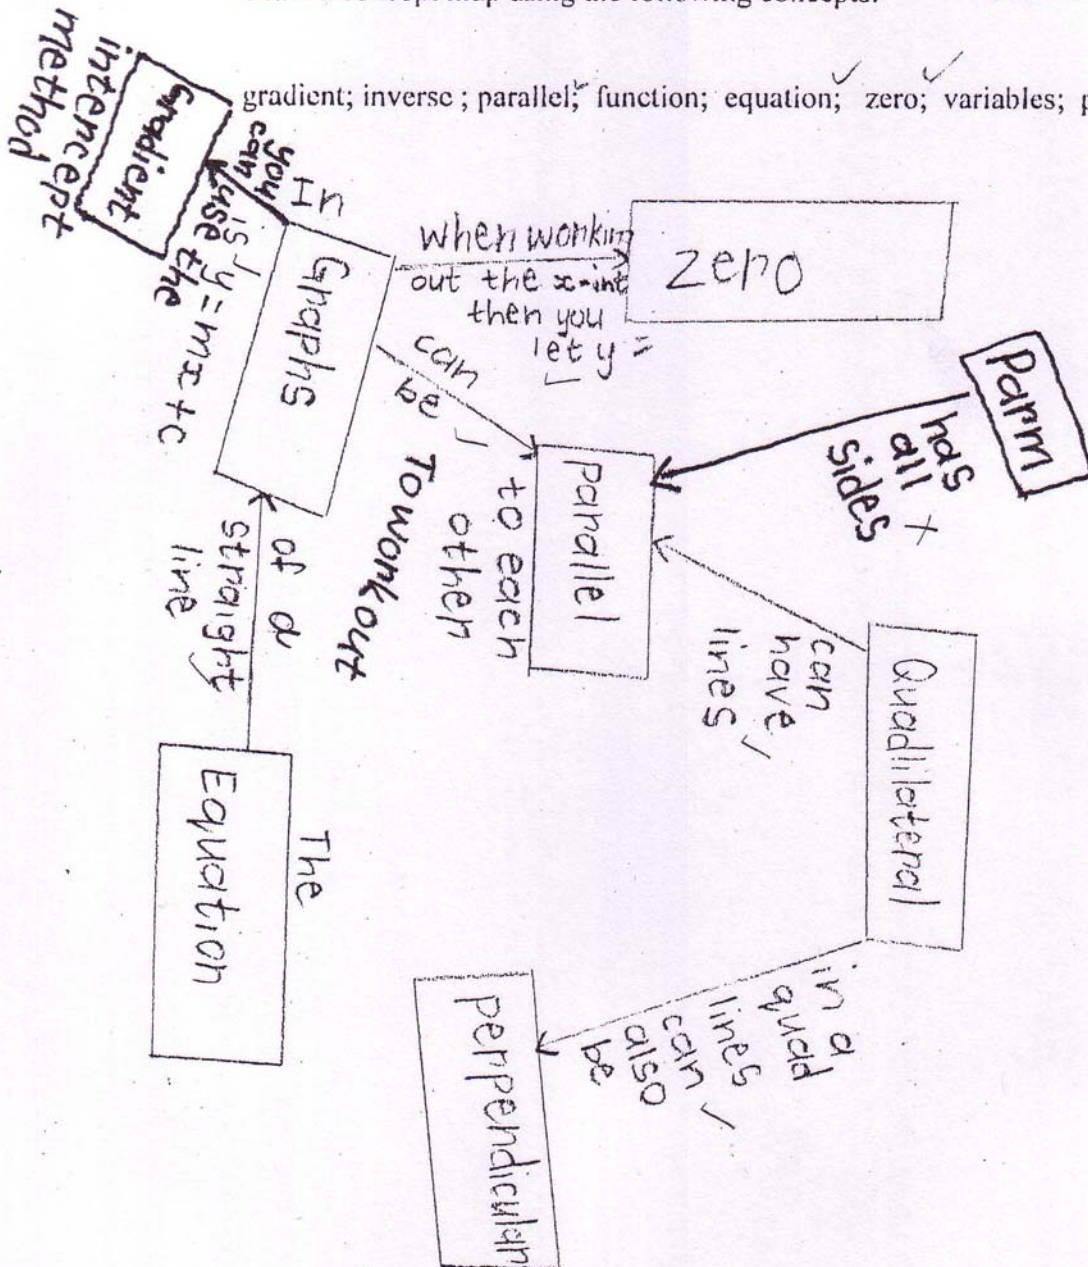 gradient; inverse ; parallel; function; equation; zero; variables; p
Gradient
intercept
method
you
can
use the
In
Graphs
is y = mx + c
when workin
out the x-int
then you
let y =
zero
can
be
Parallel
to each
other
To workout
Parm
has
all
sides
Quadilateral
can
have
lines
in a
quad
lines
can
also
be
perpendicular
The
Equation
of a
straight
line